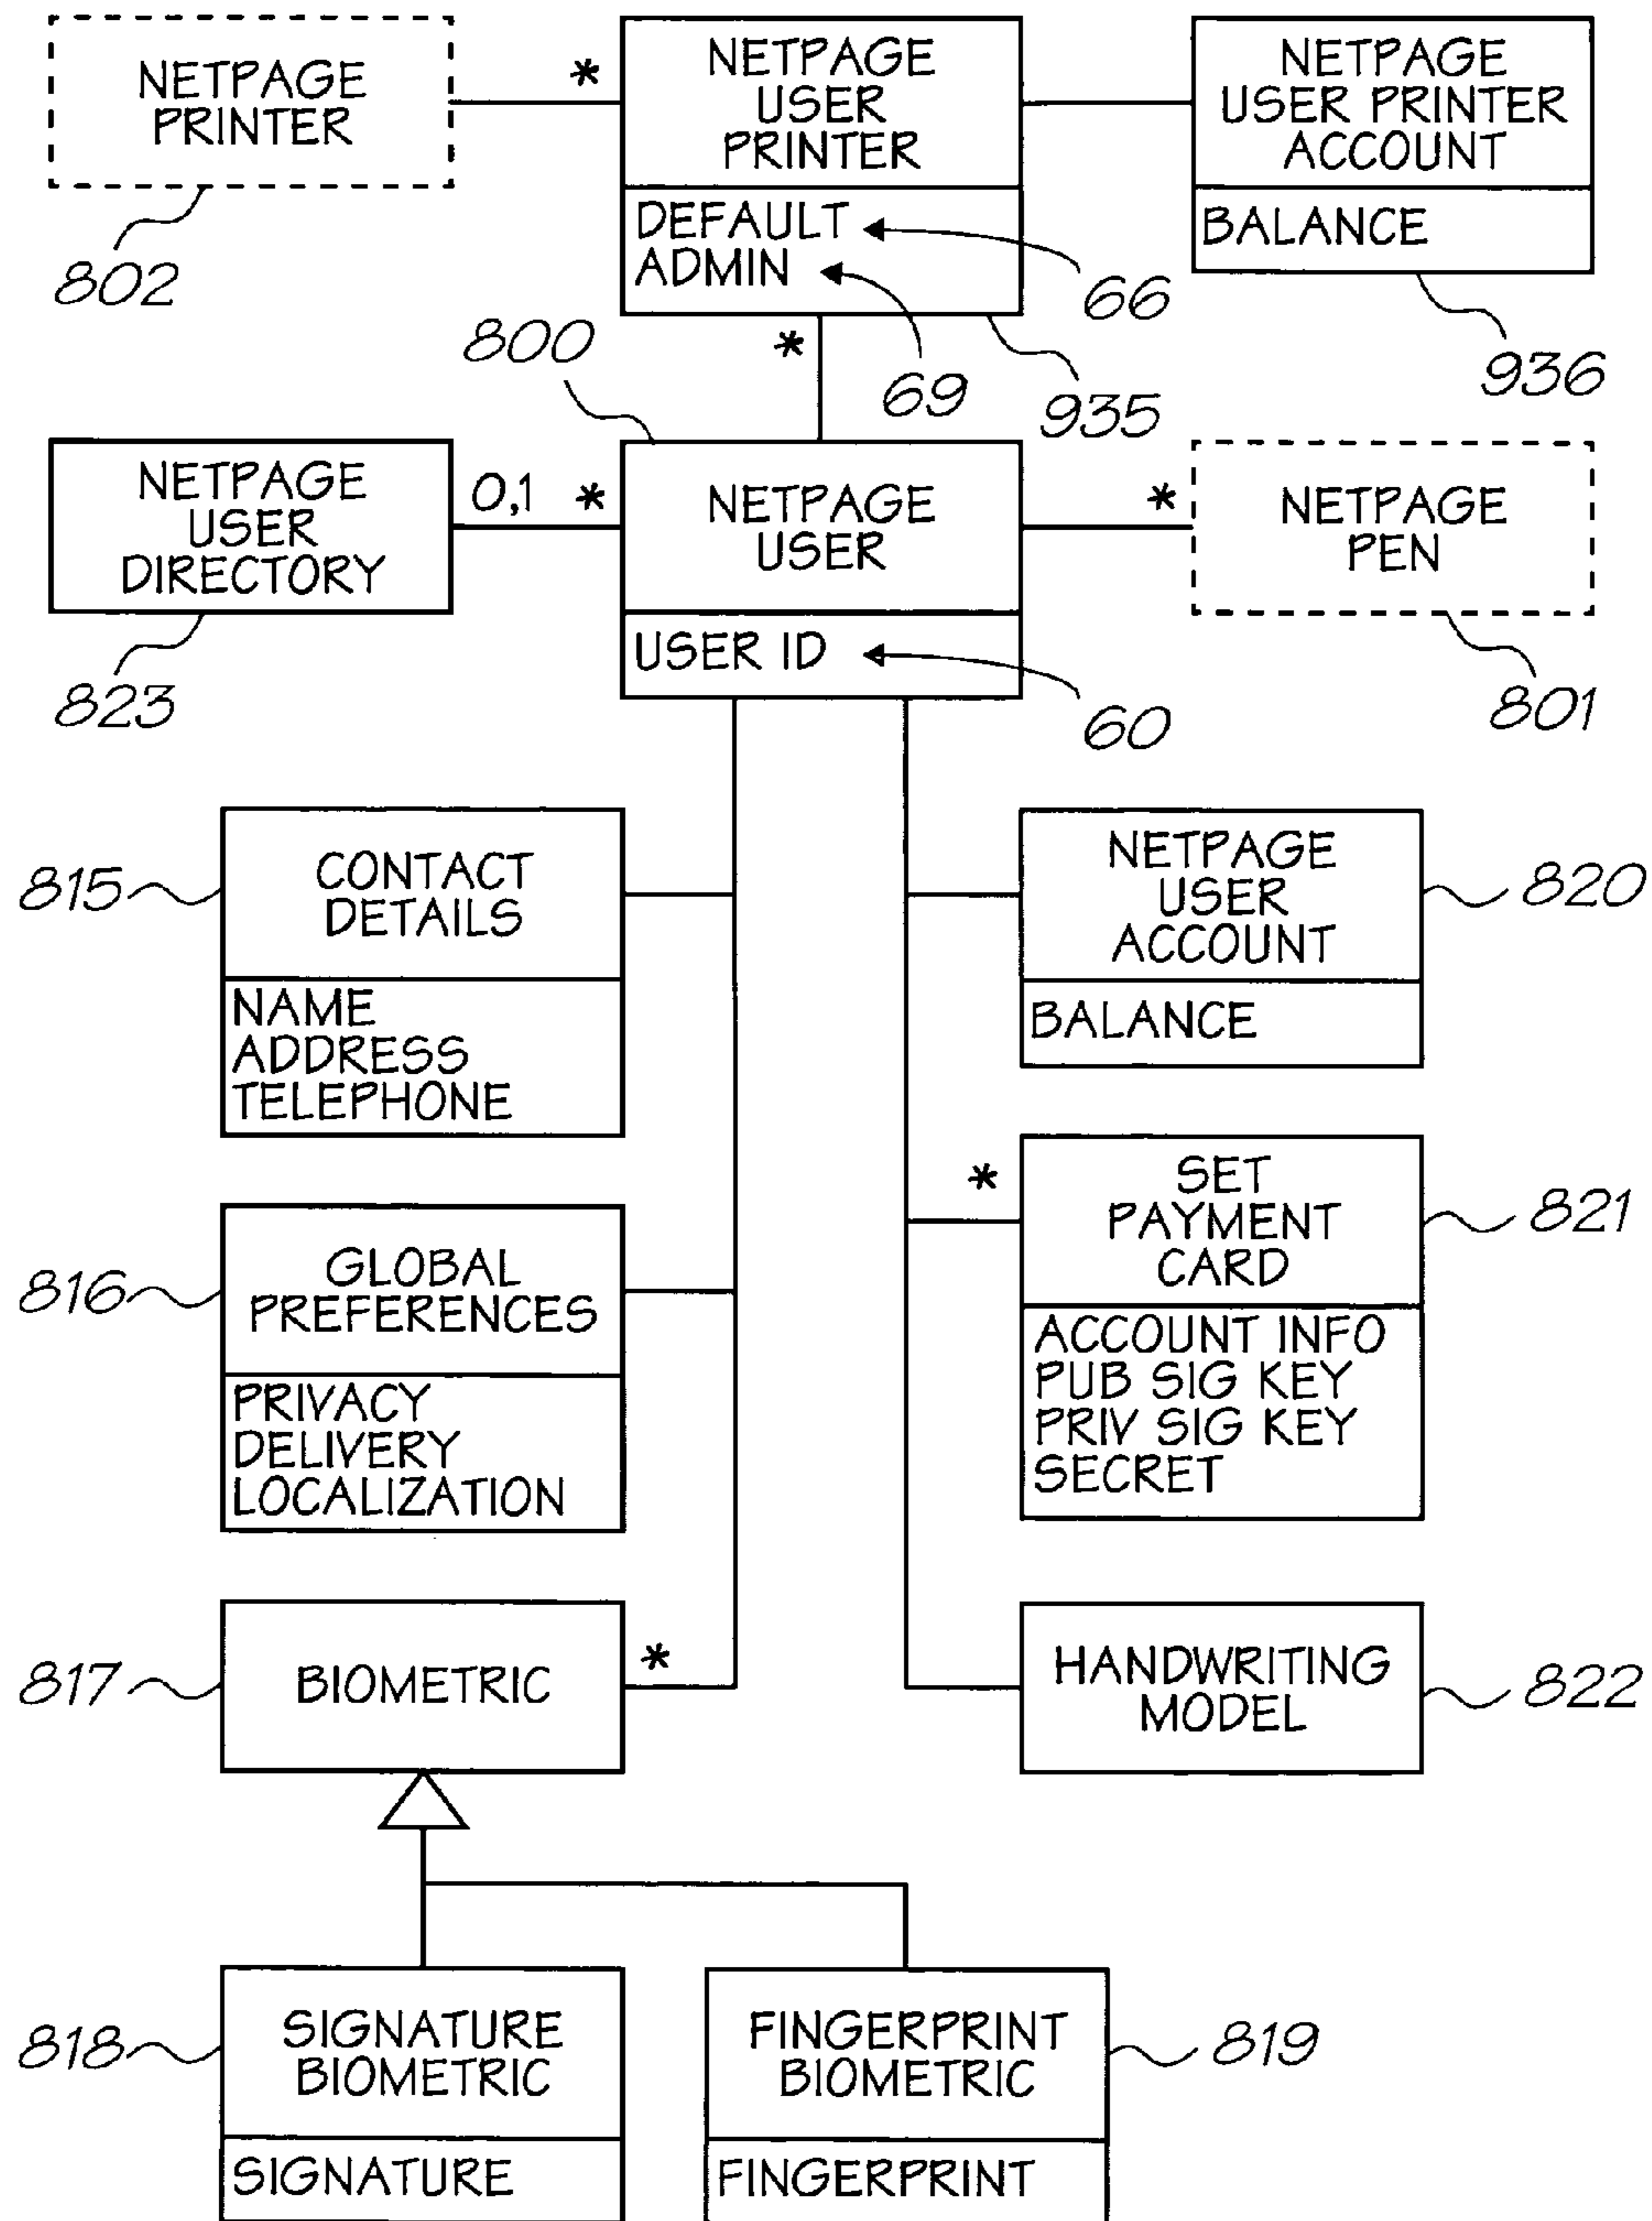 NETPAGE
PRINTER
802
*
NETPAGE
USER
PRINTER
DEFAULT
ADMIN
66
69
935
NETPAGE
USER PRINTER
ACCOUNT
BALANCE
936
*
800
NETPAGE
USER
DIRECTORY
823
0,1 *
NETPAGE
USER
USER ID
60
*
NETPAGE
PEN
801
815
CONTACT
DETAILS
NAME
ADDRESS
TELEPHONE
NETPAGE
USER
ACCOUNT
BALANCE
820
816
GLOBAL
PREFERENCES
PRIVACY
DELIVERY
LOCALIZATION
*
SET
PAYMENT
CARD
ACCOUNT INFO
PUB SIG KEY
PRIV SIG KEY
SECRET
821
817
BIOMETRIC
*
HANDWRITING
MODEL
822
818
SIGNATURE
BIOMETRIC
SIGNATURE
FINGERPRINT
BIOMETRIC
FINGERPRINT
819